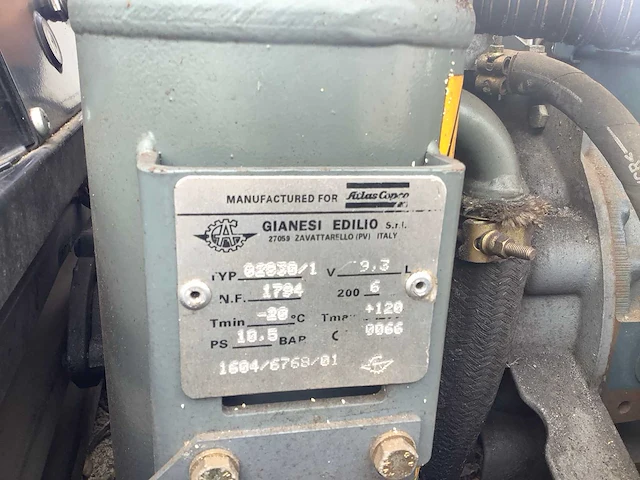 MANUFACTURED FOR Atlas Copco
GIANESI EDILIO S.r.l.
27059 ZAVATTARELLO (PV) ITALY
TYP 02030/1 V 9,3 L
N.F. 1794 200 6
Tmin -20 °C Tmax +120
PS 10.5 BAR C 0066
1604/6768/01